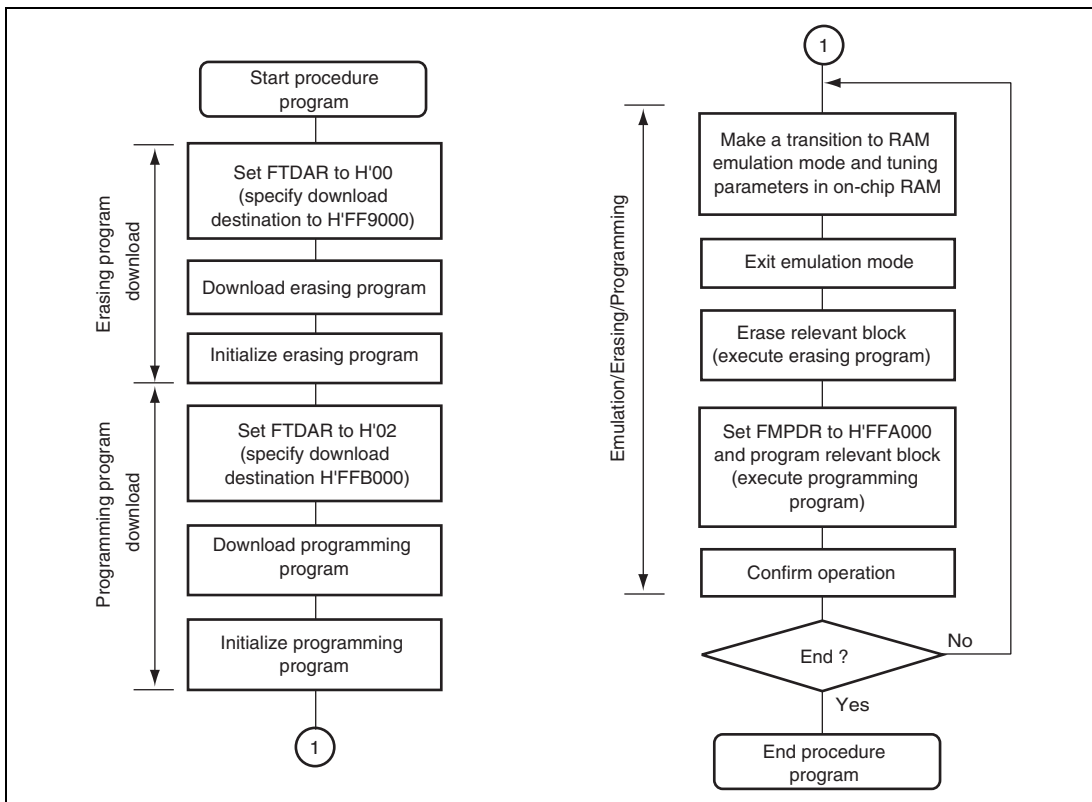 Start procedure
program
Erasing program
download
Set FTDAR to H'00
(specify download
destination to H'FF9000)
Download erasing program
Initialize erasing program
Programming program
download
Set FTDAR to H'02
(specify download
destination H'FFB000)
Download programming
program
Initialize programming
program
1
1
Emulation/Erasing/Programming
Make a transition to RAM
emulation mode and tuning
parameters in on-chip RAM
Exit emulation mode
Erase relevant block
(execute erasing program)
Set FMPDR to H'FFA000
and program relevant block
(execute programming
program)
Confirm operation
End ?
No
Yes
End procedure
program